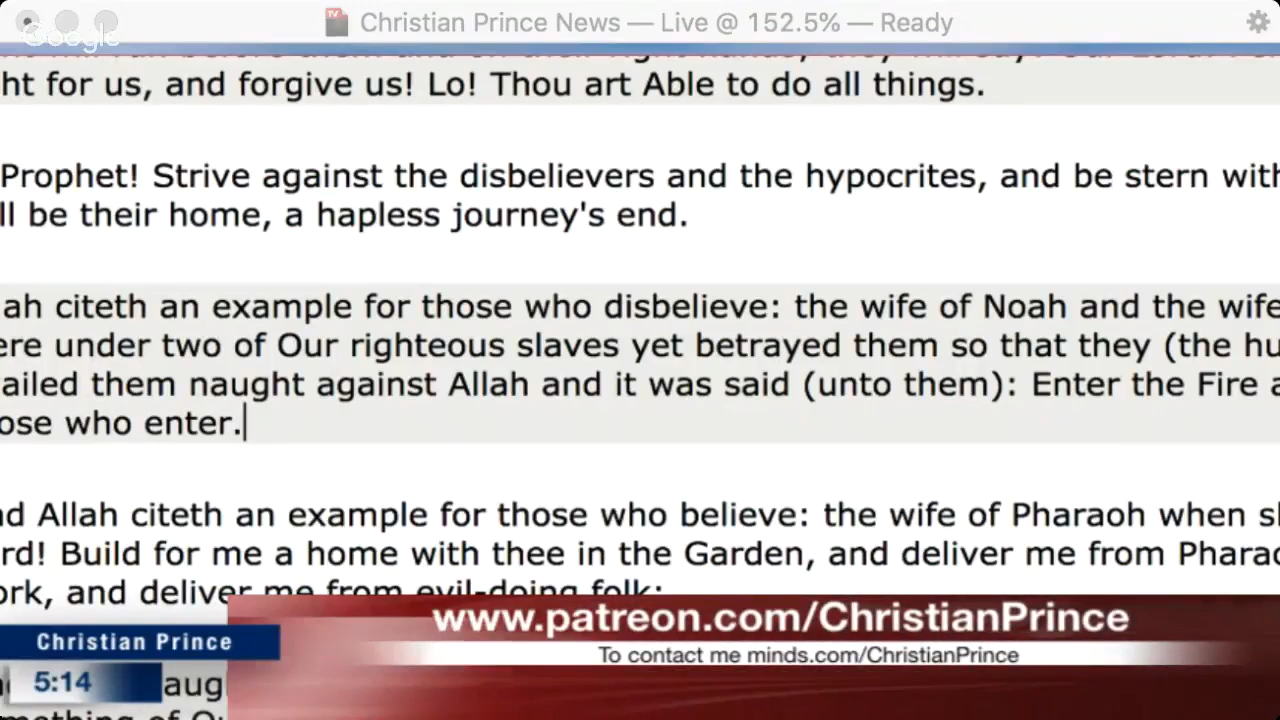 Christian Prince News — Live @ 152.5% — Ready
Google
ht for us, and forgive us! Lo! Thou art Able to do all things.
Prophet! Strive against the disbelievers and the hypocrites, and be stern with
ll be their home, a hapless journey's end.
ah citeth an example for those who disbelieve: the wife of Noah and the wife
ere under two of Our righteous slaves yet betrayed them so that they (the hu
ailed them naught against Allah and it was said (unto them): Enter the Fire a
ose who enter.
nd Allah citeth an example for those who believe: the wife of Pharaoh when s
rd! Build for me a home with thee in the Garden, and deliver me from Pharao
ork, and deliver me from evil-doing folk:
www.patreon.com/ChristianPrince
Christian Prince
To contact me minds.com/ChristianPrince
5:14
aug